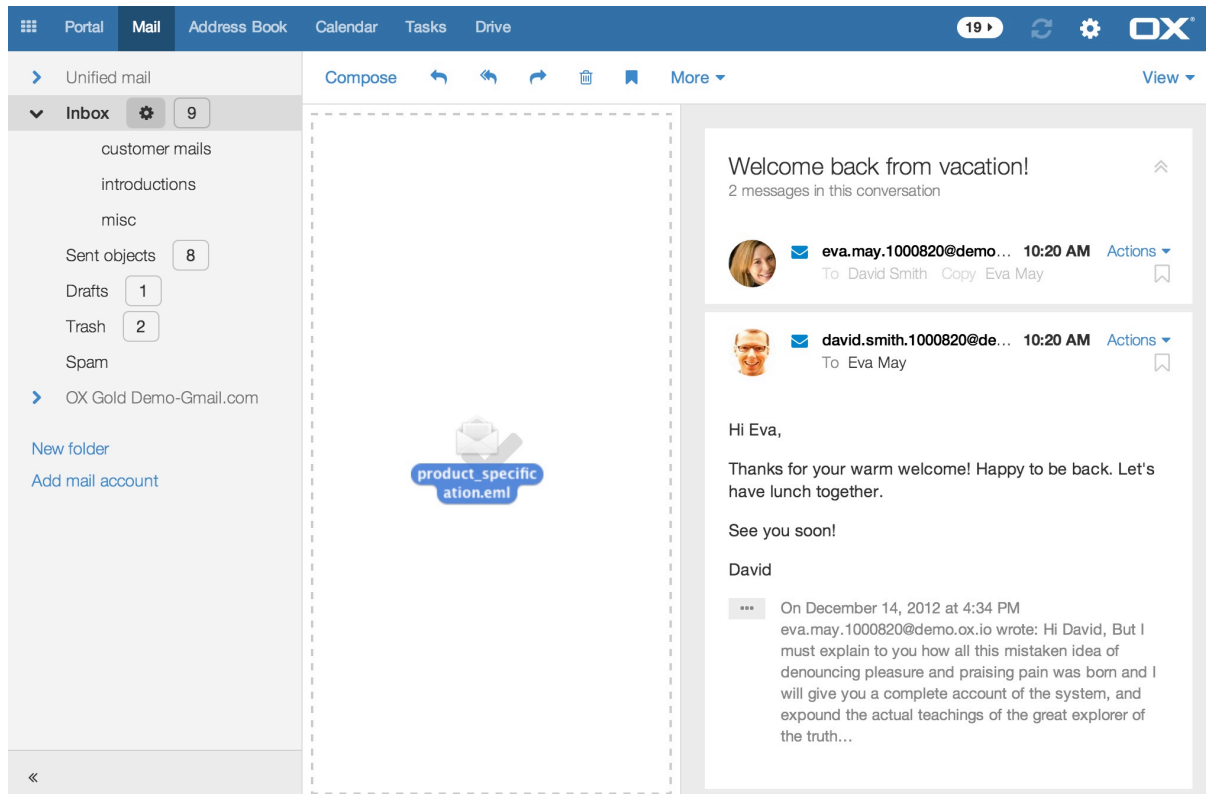 Portal Mail Address Book Calendar Tasks Drive 19 OX®
Unified mail
Inbox 9
customer mails
introductions
misc
Sent objects 8
Drafts 1
Trash 2
Spam
OX Gold Demo-Gmail.com
New folder
Add mail account
«
Compose More View
product_specific
ation.eml
Welcome back from vacation!
2 messages in this conversation
eva.may.1000820@demo... 10:20 AM Actions
To David Smith Copy Eva May
david.smith.1000820@de... 10:20 AM Actions
To Eva May
Hi Eva,
Thanks for your warm welcome! Happy to be back. Let's
have lunch together.
See you soon!
David
On December 14, 2012 at 4:34 PM
eva.may.1000820@demo.ox.io wrote: Hi David, But I
must explain to you how all this mistaken idea of
denouncing pleasure and praising pain was born and I
will give you a complete account of the system, and
expound the actual teachings of the great explorer of
the truth...